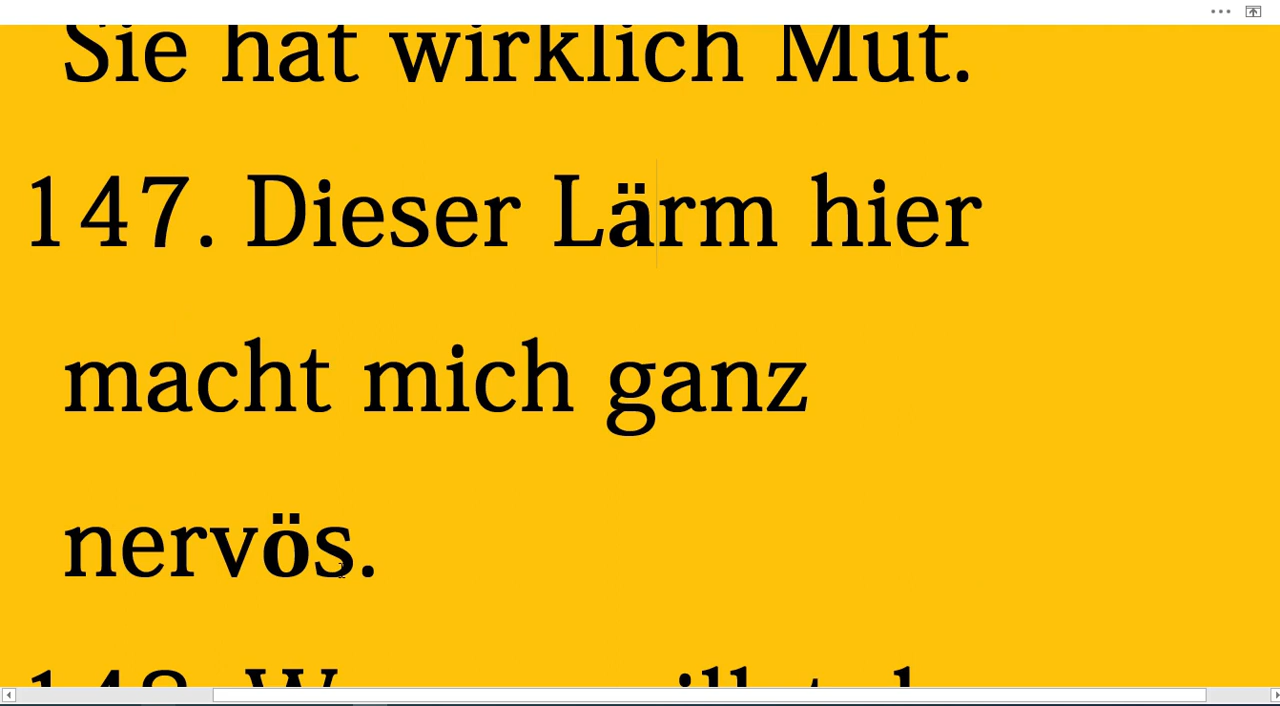 Sie hat wirklich Mut.
147. Dieser Lärm hier
macht mich ganz
nervös.